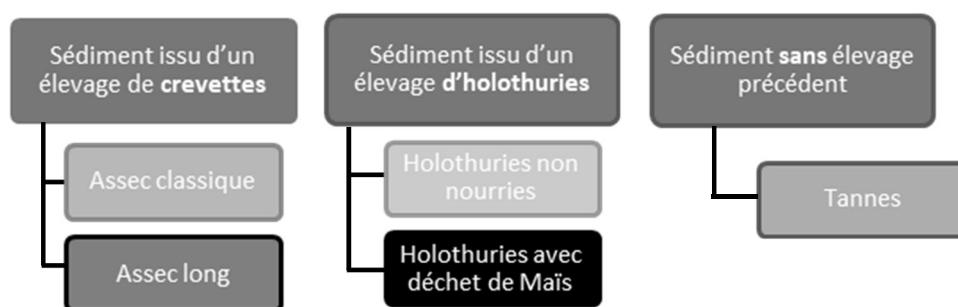 Sédiment issu d'un
élevage de crevettes
Assec classique
Assec long
Sédiment issu d'un
élevage d'holothuries
Holothuries non
nourries
Holothuries avec
déchet de Maïs
Sédiment sans élevage
précédent
Tannes